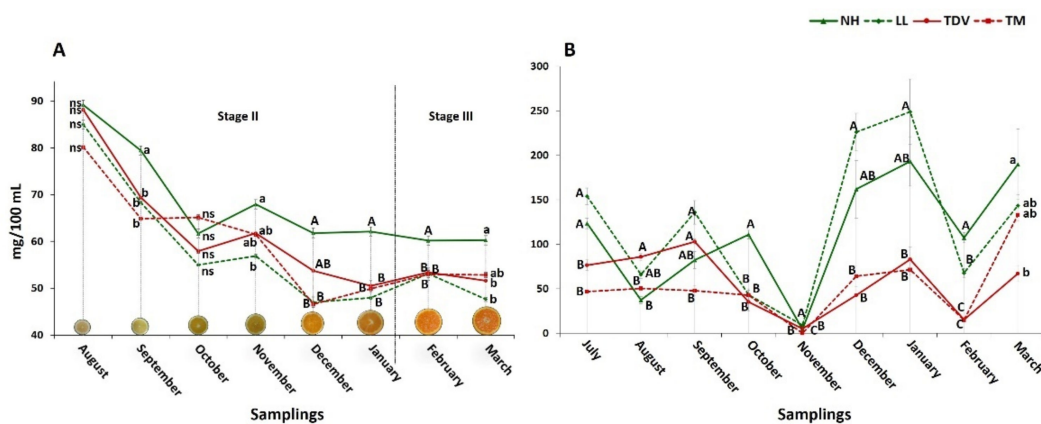 NH LL TDV TM
A
B
mg/100 mL
90
80
70
60
50
40
Stage II
Stage III
ns
ns
ns
ns
a
b
b
b
ns
ns
ns
ns
a
ab
ab
b
A
AB
B
B
A
B
B
B
A
B
B
B
a
ab
b
b
August
September
October
November
December
January
February
March
Samplings
300
250
200
150
100
50
0
A
A
B
B
A
AB
B
B
A
AB
B
B
A
B
B
B
A
B
B
C
A
AB
B
B
A
AB
B
B
A
B
C
C
a
ab
ab
b
July
August
September
October
November
December
January
February
March
Samplings